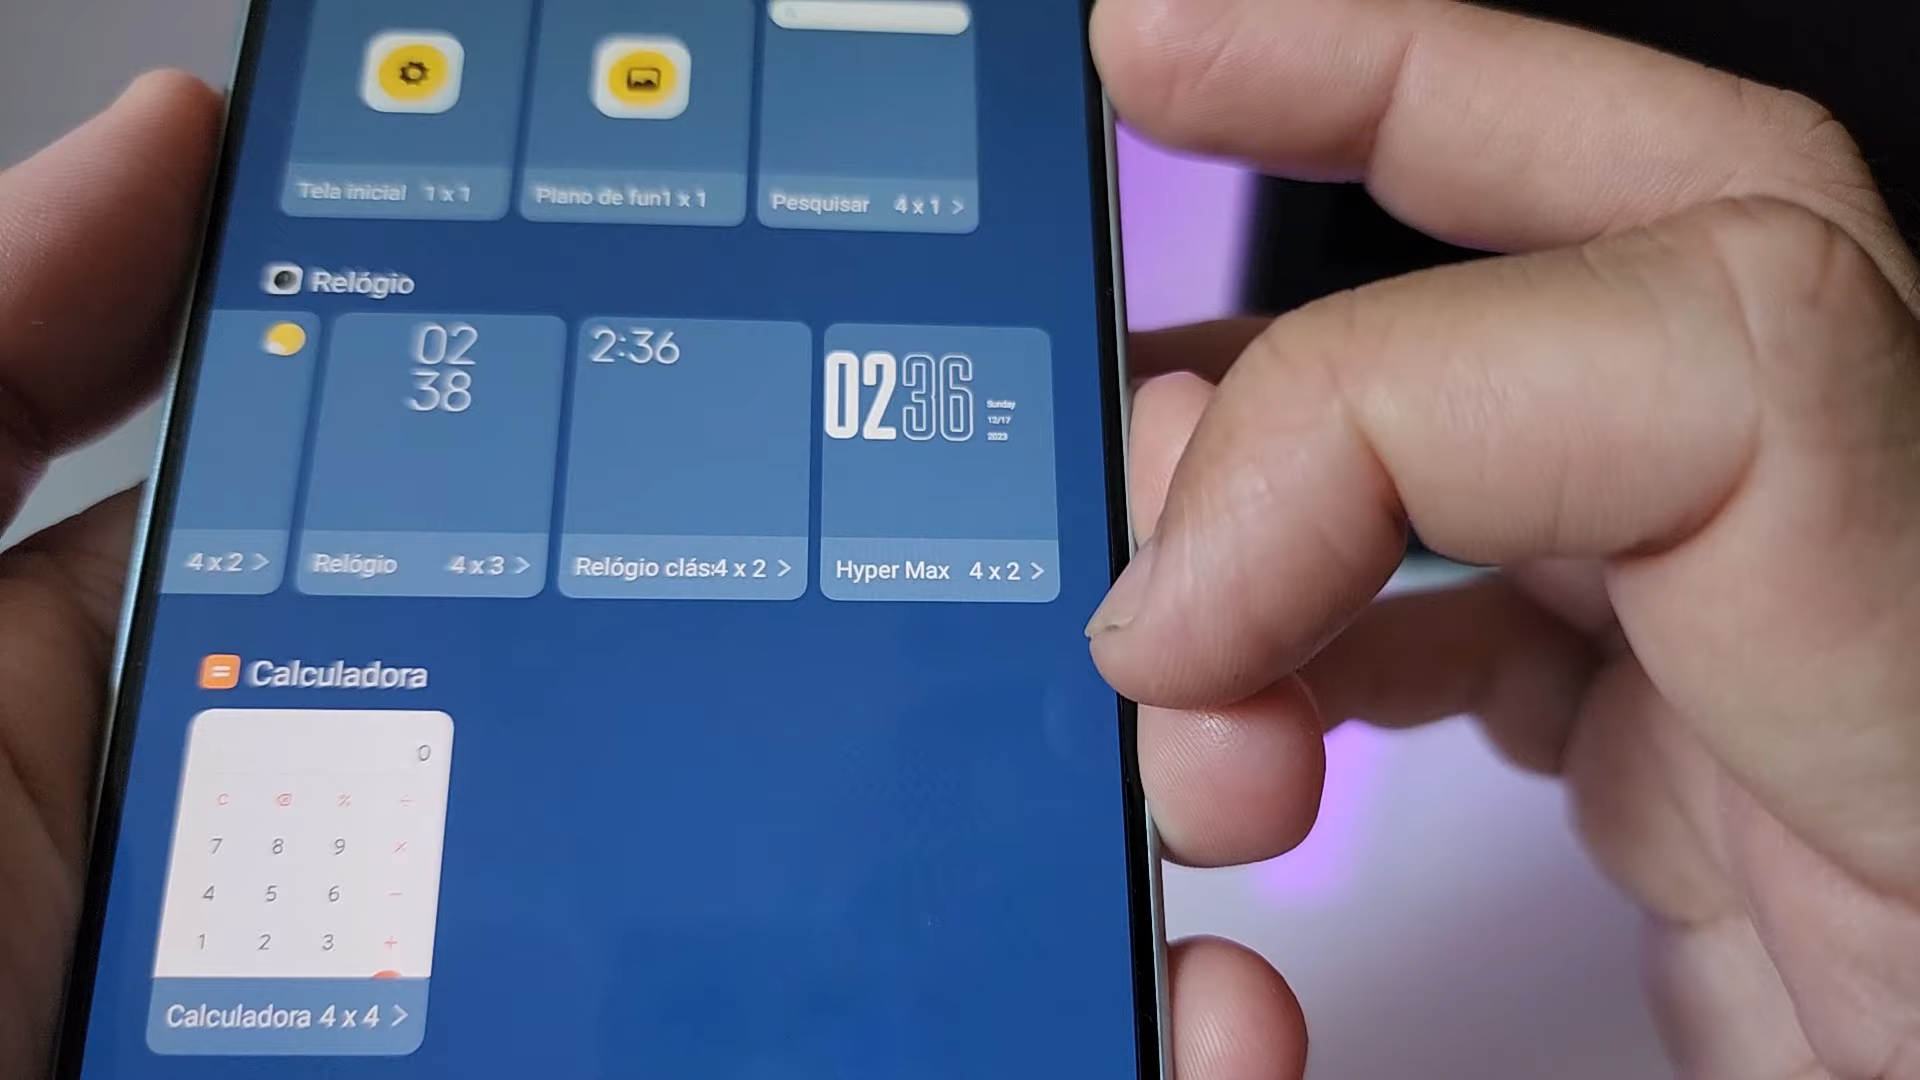 Tela inicial 1 x 1
Plano de fun1 x 1
Pesquisar 4 x 1 >
Relógio
02
38
2:36
0236
Sunday
12/17
2023
4 x 2 >
Relógio 4 x 3 >
Relógio clás4 x 2 >
Hyper Max 4 x 2 >
= Calculadora
0
C % ÷
7 8 9 ×
4 5 6 −
1 2 3 +
Calculadora 4 x 4 >